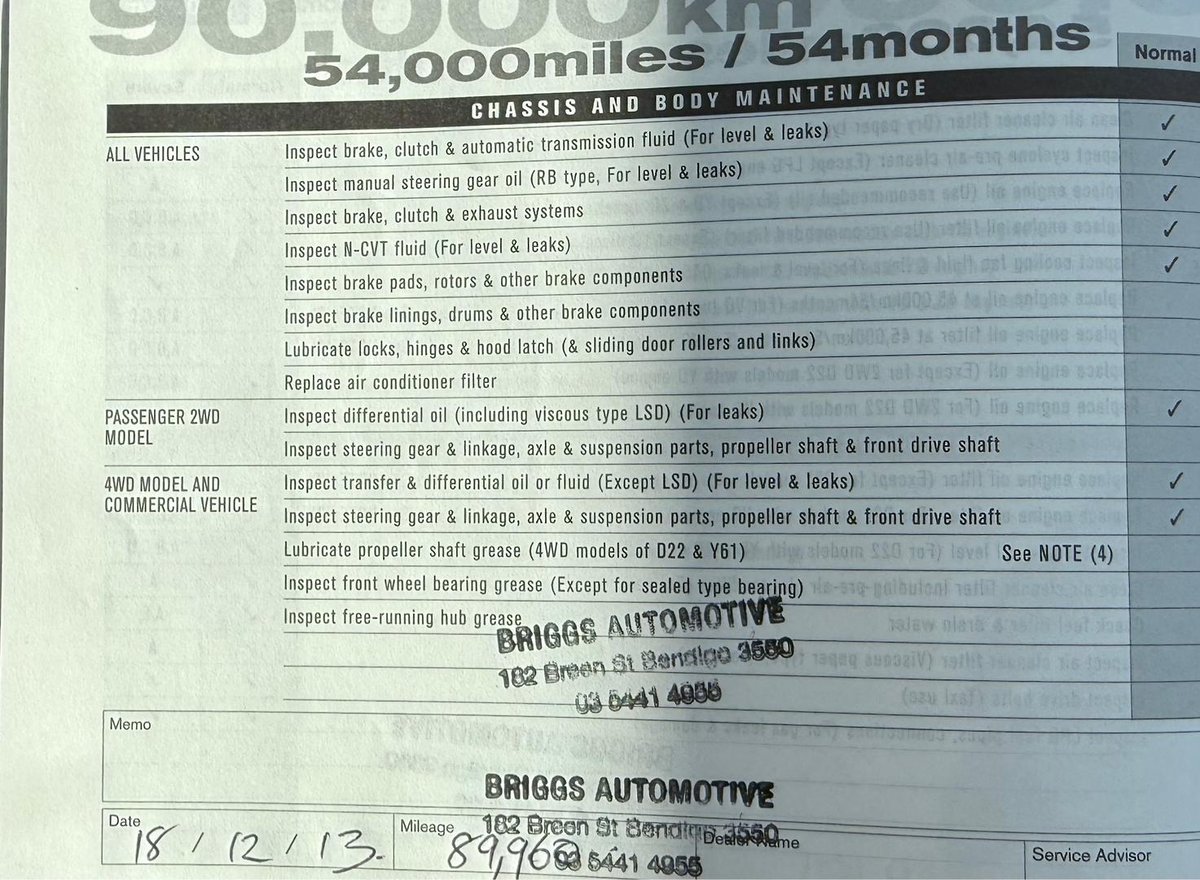 90,000km
54,000miles / 54months
Normal
CHASSIS AND BODY MAINTENANCE
ALL VEHICLES
Inspect brake, clutch & automatic transmission fluid (For level & leaks) ✓
Inspect manual steering gear oil (RB type, For level & leaks) ✓
Inspect brake, clutch & exhaust systems ✓
Inspect N-CVT fluid (For level & leaks) ✓
Inspect brake pads, rotors & other brake components ✓
Inspect brake linings, drums & other brake components
Lubricate locks, hinges & hood latch (& sliding door rollers and links)
Replace air conditioner filter
PASSENGER 2WD
MODEL
Inspect differential oil (including viscous type LSD) (For leaks) ✓
Inspect steering gear & linkage, axle & suspension parts, propeller shaft & front drive shaft
4WD MODEL AND
COMMERCIAL VEHICLE
Inspect transfer & differential oil or fluid (Except LSD) (For level & leaks) ✓
Inspect steering gear & linkage, axle & suspension parts, propeller shaft & front drive shaft ✓
Lubricate propeller shaft grease (4WD models of D22 & Y61) See NOTE (4)
Inspect front wheel bearing grease (Except for sealed type bearing)
Inspect free-running hub grease
BRIGGS AUTOMOTIVE
182 Breen St Bendigo 3550
03 5441 4955
Memo
BRIGGS AUTOMOTIVE
182 Breen St Bendigo 3550
03 5441 4955
Date
18 / 12 / 13.
Mileage
89,960
Dealer Name
Service Advisor